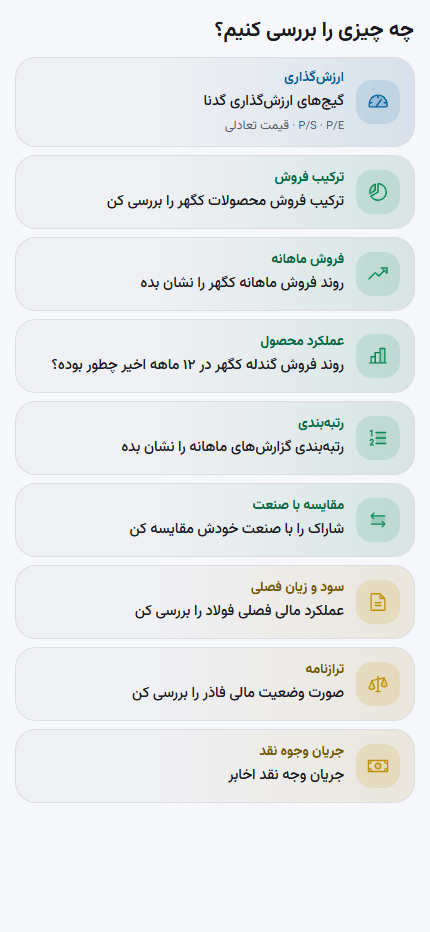 چه چیزی را بررسی کنیم؟
ارزش‌گذاری
گیج‌های ارزش‌گذاری گدنا
P/S · P/E · قیمت تعادلی
ترکیب فروش
ترکیب فروش محصولات کگهر را بررسی کن
فروش ماهانه
روند فروش ماهانه کگهر را نشان بده
عملکرد محصول
روند فروش گندله کگهر در ۱۲ ماهه اخیر چطور بوده؟
رتبه‌بندی
رتبه‌بندی گزارش‌های ماهانه را نشان بده
مقایسه با صنعت
شاراک را با صنعت خودش مقایسه کن
سود و زیان فصلی
عملکرد مالی فصلی فولاد را بررسی کن
ترازنامه
صورت وضعیت مالی فاذر را بررسی کن
جریان وجوه نقد
جریان وجه نقد اخابر